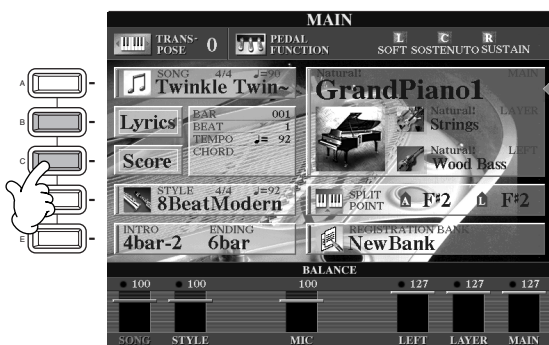 MAIN
TRANS-
POSE 0
PEDAL
FUNCTION
L C R
SOFT SOSTENUTO SUSTAIN
SONG 4/4 ♩=90
Twinkle Twin~
Natural! MAIN
GrandPiano1
Natural! LAYER
Strings
Natural! LEFT
Wood Bass
A
B
C
E
Lyrics
BAR 001
BEAT 1
TEMPO ♩= 92
CHORD
Score
STYLE 4/4 ♩=92
8BeatModern
SPLIT
POINT A F♯2 L F♯2
INTRO ENDING
4bar-2 6bar
REGISTRATION BANK
NewBank
BALANCE
100 100 100 127 127 127
SONG STYLE MIC LEFT LAYER MAIN